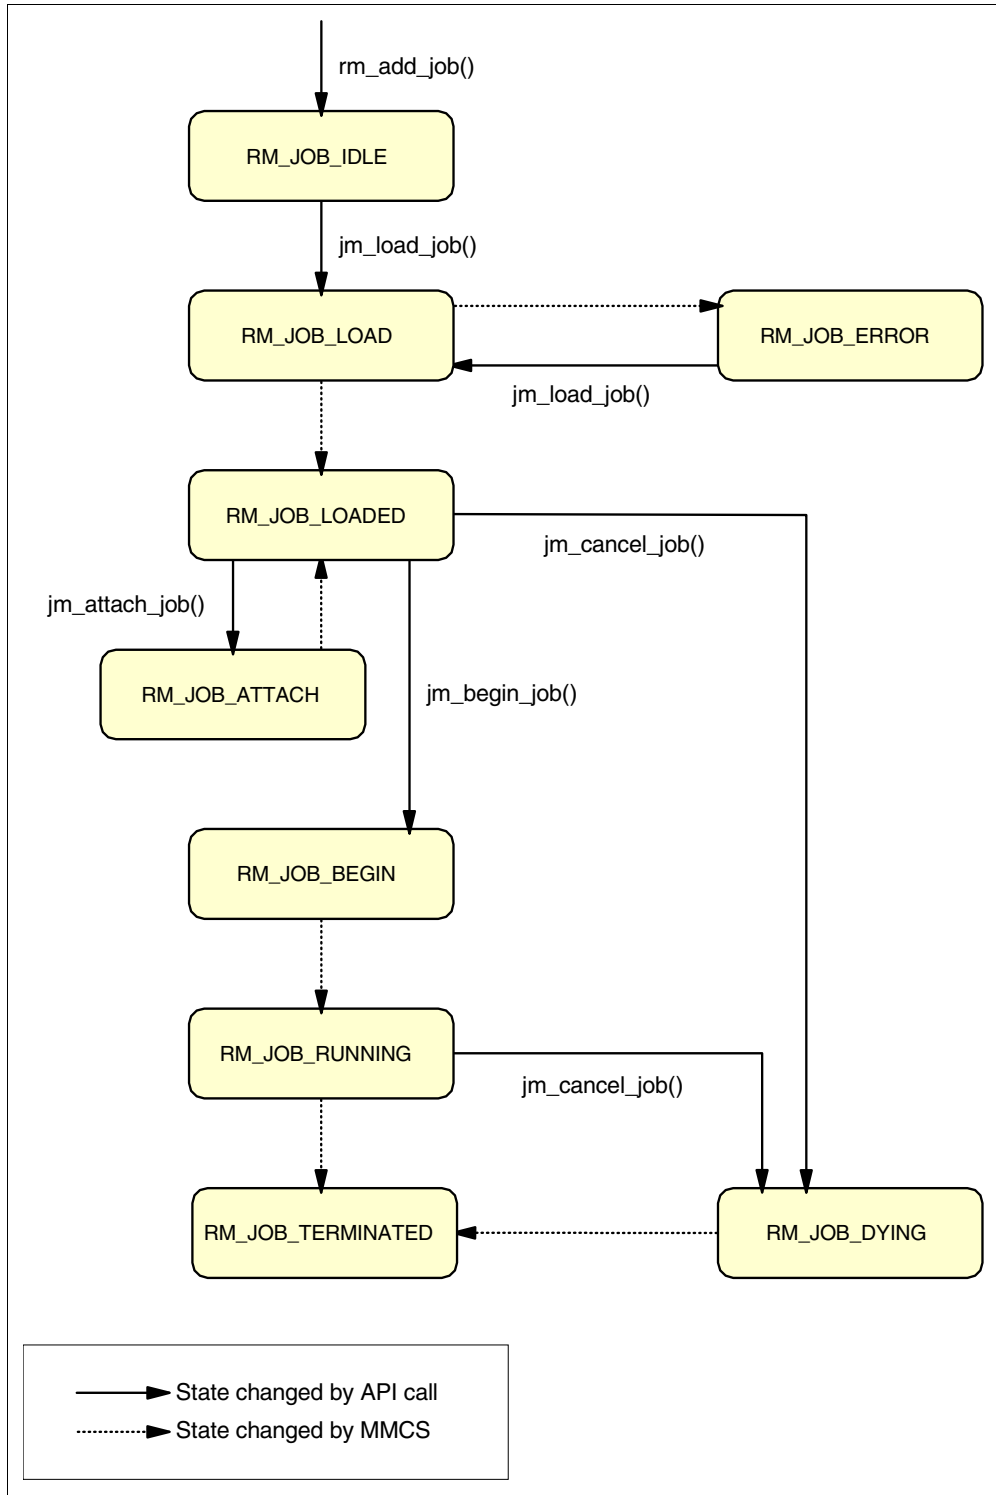 rm_add_job()
RM_JOB_IDLE
jm_load_job()
RM_JOB_LOAD
RM_JOB_ERROR
jm_load_job()
RM_JOB_LOADED
jm_cancel_job()
jm_attach_job()
RM_JOB_ATTACH
jm_begin_job()
RM_JOB_BEGIN
RM_JOB_RUNNING
jm_cancel_job()
RM_JOB_TERMINATED
RM_JOB_DYING
State changed by API call
State changed by MMCS